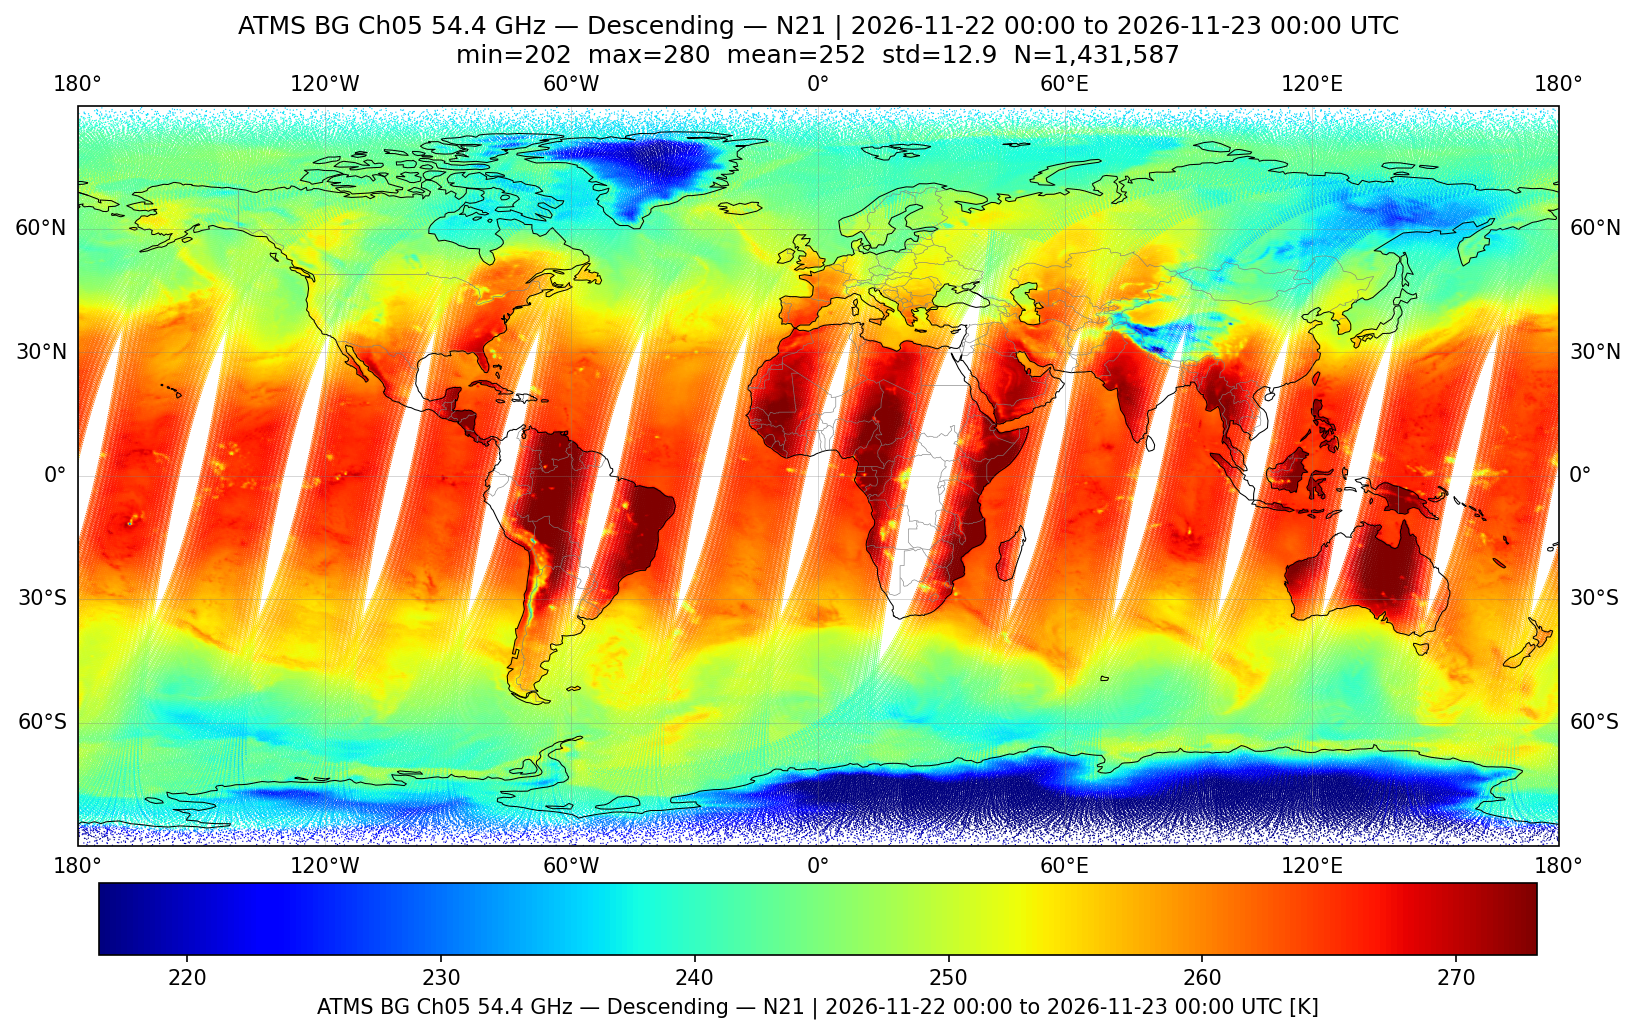 ATMS BG Ch05 54.4 GHz — Descending — N21 | 2026-11-22 00:00 to 2026-11-23 00:00 UTC
min=202 max=280 mean=252 std=12.9 N=1,431,587
180° 120°W 60°W 0° 60°E 120°E 180°
60°N 60°N
30°N 30°N
0° 0°
30°S 30°S
60°S 60°S
180° 120°W 60°W 0° 60°E 120°E 180°
220 230 240 250 260 270
ATMS BG Ch05 54.4 GHz — Descending — N21 | 2026-11-22 00:00 to 2026-11-23 00:00 UTC [K]